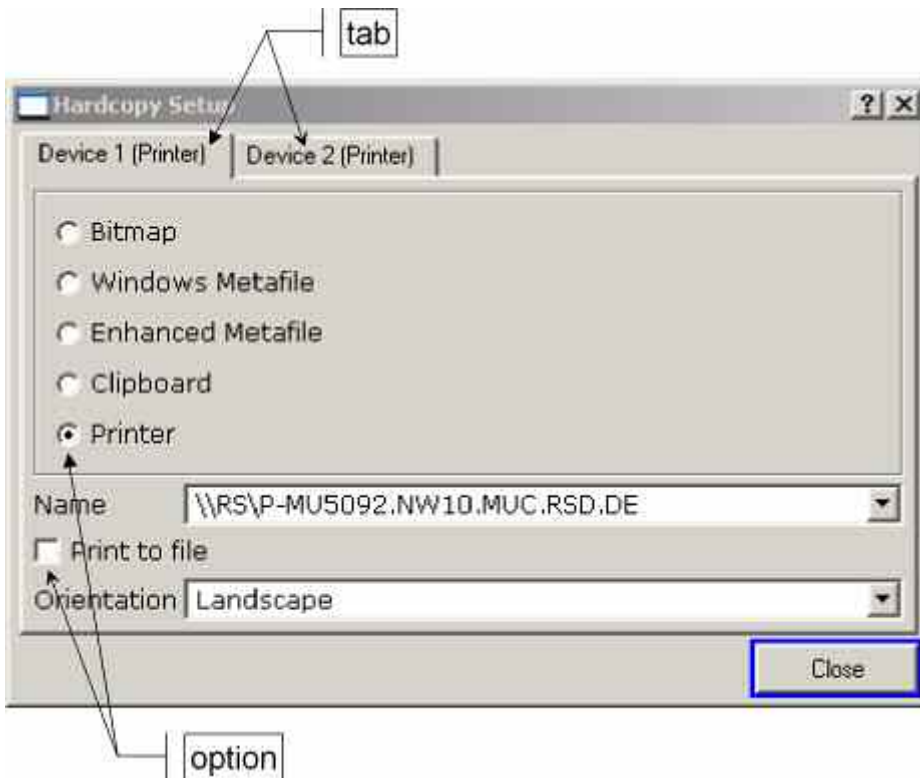 tab
Hardcopy Setup
? ×
Device 1 (Printer)
Device 2 (Printer)
Bitmap
Windows Metafile
Enhanced Metafile
Clipboard
Printer
Name
\\RS\P-MU5092.NW10.MUC.RSD.DE
Print to file
Orientation
Landscape
Close
option